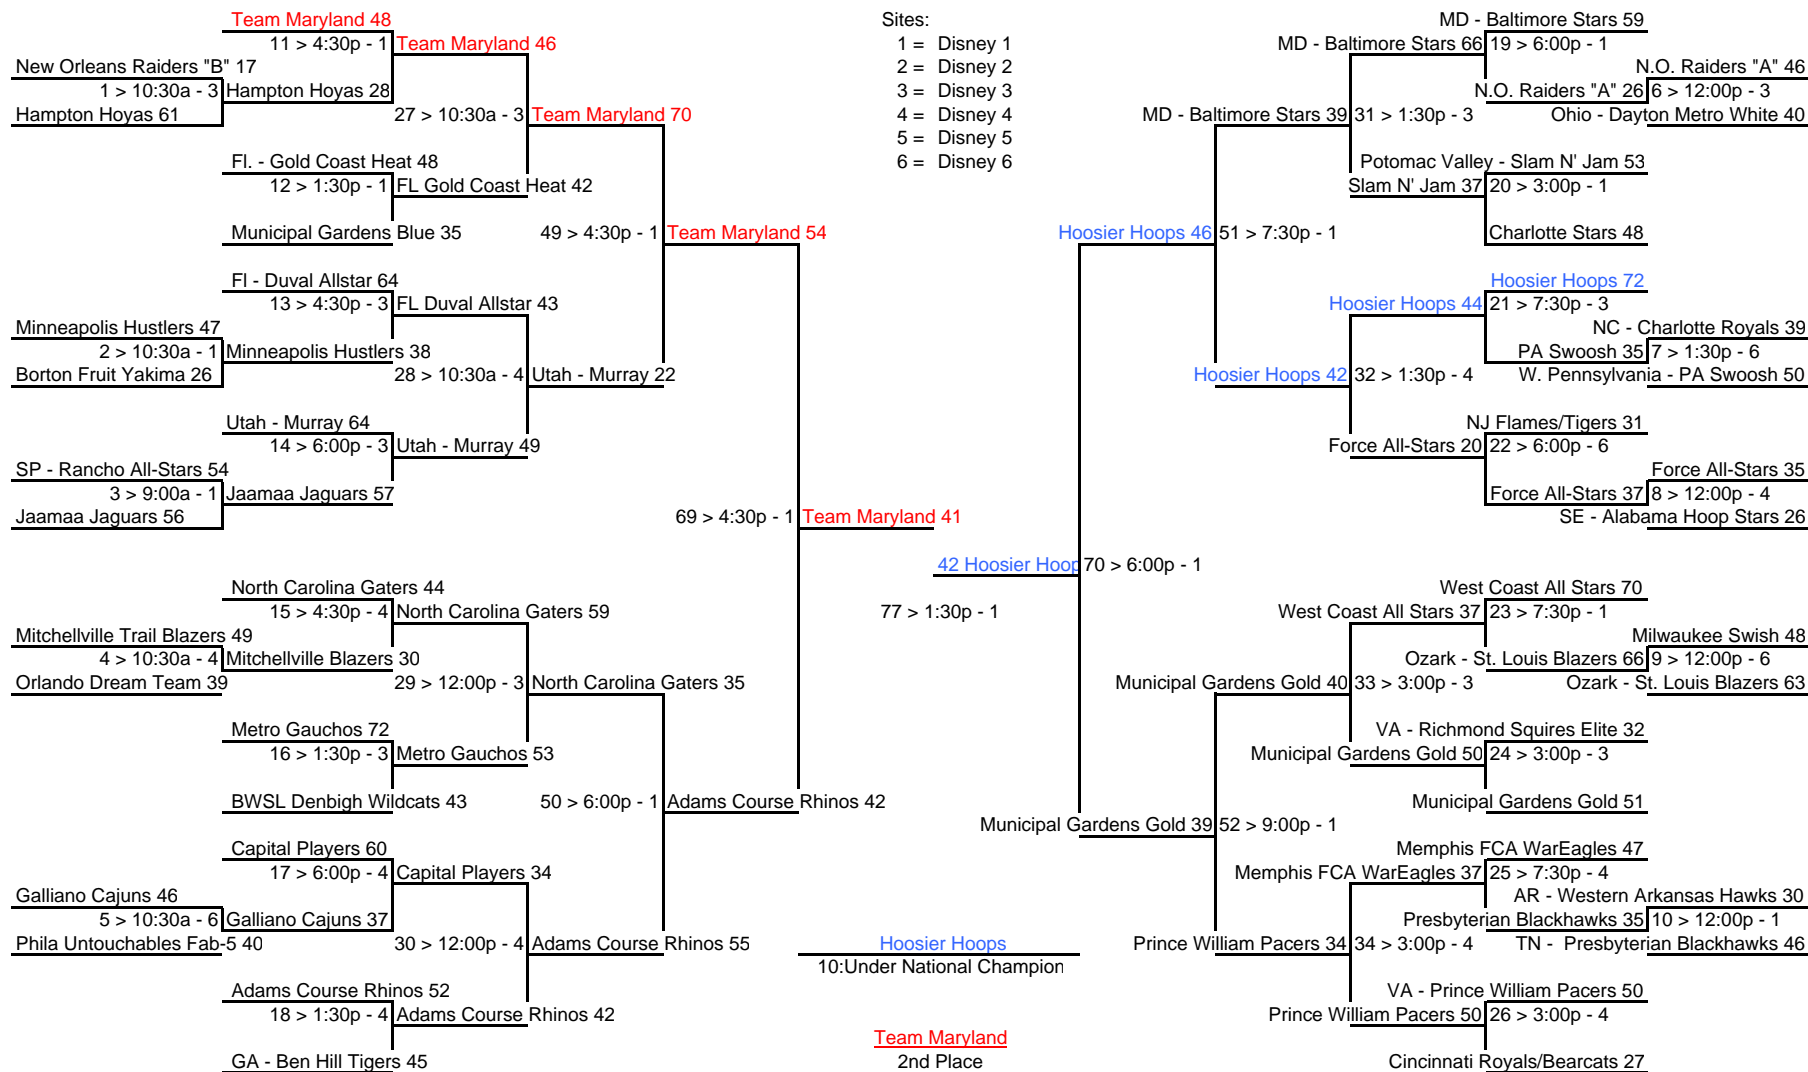 Team Maryland 48
11 > 4:30p - 1
Team Maryland 46
New Orleans Raiders "B" 17
1 > 10:30a - 3
Hampton Hoyas 28
Hampton Hoyas 61
27 > 10:30a - 3
Team Maryland 70
Fl. - Gold Coast Heat 48
12 > 1:30p - 1
FL Gold Coast Heat 42
Municipal Gardens Blue 35
49 > 4:30p - 1
Team Maryland 54
Fl - Duval Allstar 64
13 > 4:30p - 3
FL Duval Allstar 43
Minneapolis Hustlers 47
2 > 10:30a - 1
Minneapolis Hustlers 38
Borton Fruit Yakima 26
28 > 10:30a - 4
Utah - Murray 22
Utah - Murray 64
14 > 6:00p - 3
Utah - Murray 49
SP - Rancho All-Stars 54
3 > 9:00a - 1
Jaamaa Jaguars 57
Jaamaa Jaguars 56
69 > 4:30p - 1
Team Maryland 41
North Carolina Gaters 44
15 > 4:30p - 4
North Carolina Gaters 59
Mitchellville Trail Blazers 49
4 > 10:30a - 4
Mitchellville Blazers 30
Orlando Dream Team 39
29 > 12:00p - 3
North Carolina Gaters 35
Metro Gauchos 72
16 > 1:30p - 3
Metro Gauchos 53
BWSL Denbigh Wildcats 43
50 > 6:00p - 1
Adams Course Rhinos 42
Capital Players 60
17 > 6:00p - 4
Capital Players 34
Galliano Cajuns 46
5 > 10:30a - 6
Galliano Cajuns 37
Phila Untouchables Fab-5 40
30 > 12:00p - 4
Adams Course Rhinos 55
Adams Course Rhinos 52
18 > 1:30p - 4
Adams Course Rhinos 42
GA - Ben Hill Tigers 45
Sites:
1 = Disney 1
2 = Disney 2
3 = Disney 3
4 = Disney 4
5 = Disney 5
6 = Disney 6
42 Hoosier Hoop
70 > 6:00p - 1
77 > 1:30p - 1
Hoosier Hoops
10:Under National Champion
Team Maryland
2nd Place
MD - Baltimore Stars 59
MD - Baltimore Stars 66
19 > 6:00p - 1
N.O. Raiders "A" 46
N.O. Raiders "A" 26
6 > 12:00p - 3
MD - Baltimore Stars 39
31 > 1:30p - 3
Ohio - Dayton Metro White 40
Potomac Valley - Slam N' Jam 53
Slam N' Jam 37
20 > 3:00p - 1
Hoosier Hoops 46
51 > 7:30p - 1
Charlotte Stars 48
Hoosier Hoops 72
Hoosier Hoops 44
21 > 7:30p - 3
NC - Charlotte Royals 39
PA Swoosh 35
7 > 1:30p - 6
Hoosier Hoops 42
32 > 1:30p - 4
W. Pennsylvania - PA Swoosh 50
NJ Flames/Tigers 31
Force All-Stars 20
22 > 6:00p - 6
Force All-Stars 35
Force All-Stars 37
8 > 12:00p - 4
SE - Alabama Hoop Stars 26
West Coast All Stars 70
West Coast All Stars 37
23 > 7:30p - 1
Milwaukee Swish 48
Ozark - St. Louis Blazers 66
9 > 12:00p - 6
Municipal Gardens Gold 40
33 > 3:00p - 3
Ozark - St. Louis Blazers 63
VA - Richmond Squires Elite 32
Municipal Gardens Gold 50
24 > 3:00p - 3
Municipal Gardens Gold 51
Municipal Gardens Gold 39
52 > 9:00p - 1
Memphis FCA WarEagles 47
Memphis FCA WarEagles 37
25 > 7:30p - 4
AR - Western Arkansas Hawks 30
Presbyterian Blackhawks 35
10 > 12:00p - 1
Prince William Pacers 34
34 > 3:00p - 4
TN - Presbyterian Blackhawks 46
VA - Prince William Pacers 50
Prince William Pacers 50
26 > 3:00p - 4
Cincinnati Royals/Bearcats 27